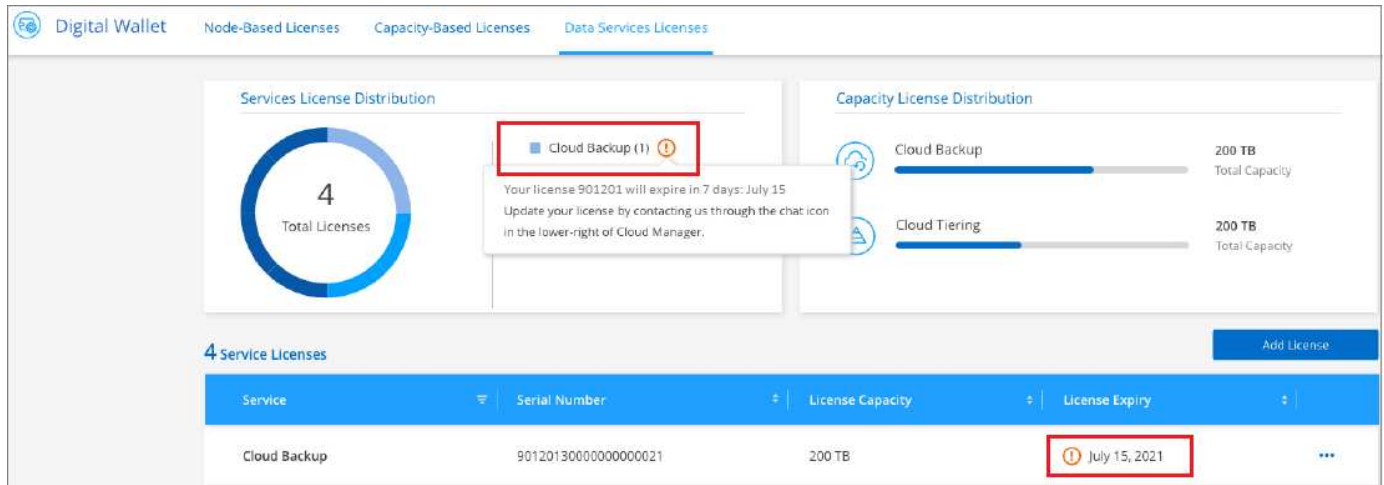 Digital Wallet
Node-Based Licenses
Capacity-Based Licenses
Data Services Licenses
Services License Distribution
4
Total Licenses
Cloud Backup (1)
Your license 901201 will expire in 7 days: July 15
Update your license by contacting us through the chat icon
in the lower-right of Cloud Manager.
Capacity License Distribution
Cloud Backup
200 TB
Total Capacity
Cloud Tiering
200 TB
Total Capacity
4 Service Licenses
Add License
Service
Serial Number
License Capacity
License Expiry
Cloud Backup
90120130000000000021
200 TB
July 15, 2021